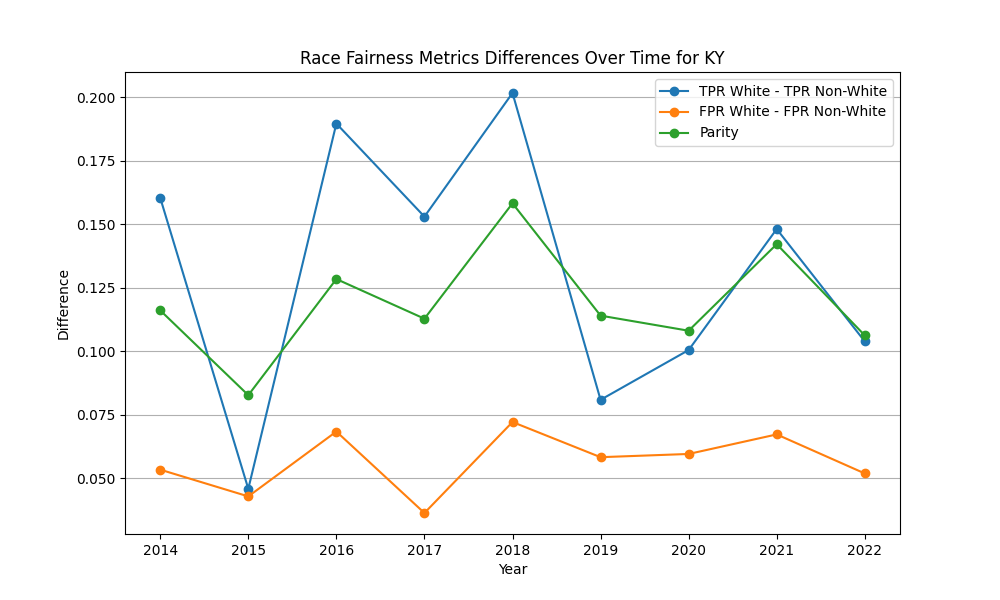 Race Fairness Metrics Differences Over Time for KY
TPR White - TPR Non-White
FPR White - FPR Non-White
Parity
0.200
0.175
0.150
0.125
0.100
0.075
0.050
Difference
2014 2015 2016 2017 2018 2019 2020 2021 2022
Year